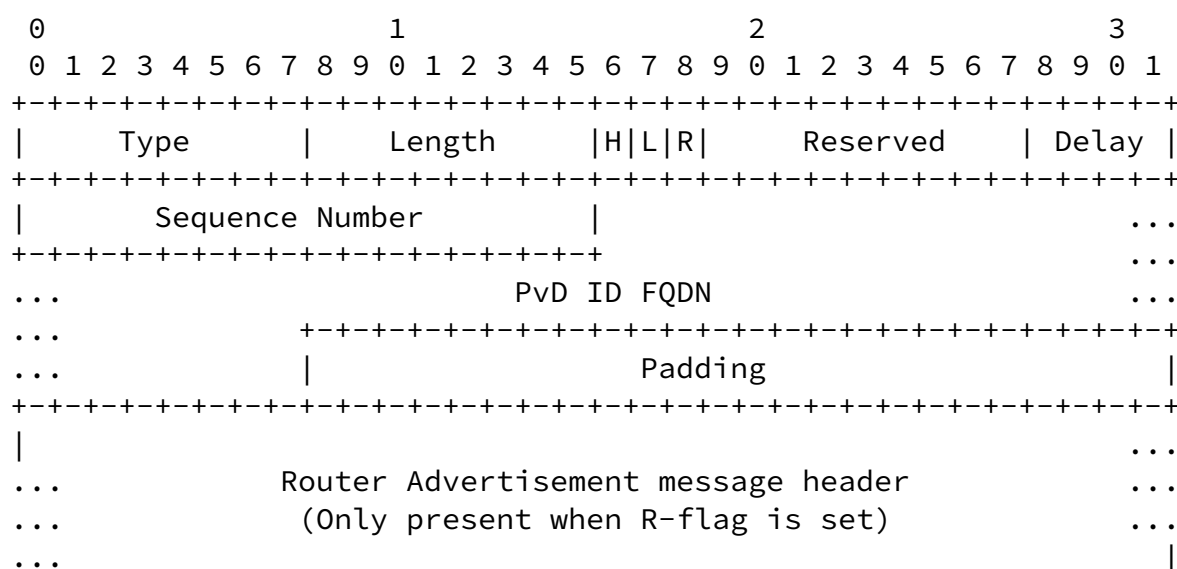 0                   1                   2                   3
 0 1 2 3 4 5 6 7 8 9 0 1 2 3 4 5 6 7 8 9 0 1 2 3 4 5 6 7 8 9 0 1
+-+-+-+-+-+-+-+-+-+-+-+-+-+-+-+-+-+-+-+-+-+-+-+-+-+-+-+-+-+-+-+-+
|     Type      |    Length     |H|L|R|     Reserved    | Delay |
+-+-+-+-+-+-+-+-+-+-+-+-+-+-+-+-+-+-+-+-+-+-+-+-+-+-+-+-+-+-+-+-+
|       Sequence Number         |                             ...
+-+-+-+-+-+-+-+-+-+-+-+-+-+-+-+-+                             ...
...                         PvD ID FQDN                       ...
...             +-+-+-+-+-+-+-+-+-+-+-+-+-+-+-+-+-+-+-+-+-+-+-+-+
...             |                  Padding                      |
+-+-+-+-+-+-+-+-+-+-+-+-+-+-+-+-+-+-+-+-+-+-+-+-+-+-+-+-+-+-+-+-+
|                                                             ...
...            Router Advertisement message header            ...
...             (Only present when R-flag is set)             ...
...                                                             |